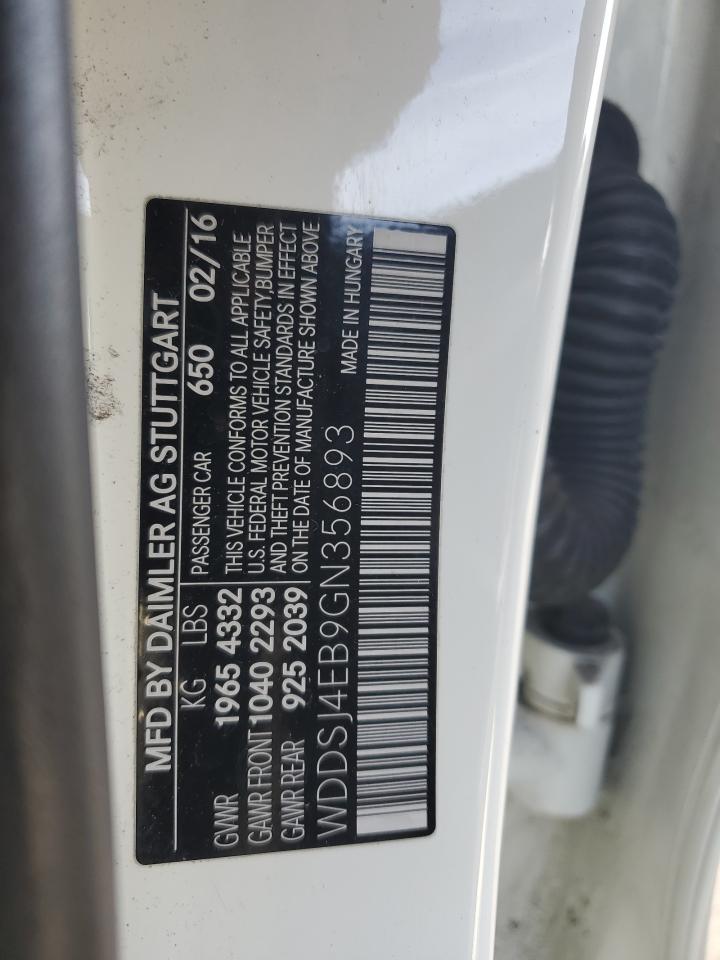 MFD BY DAIMLER AG STUTTGART
KG LBS PASSENGER CAR 650 02/16
GVWR 1965 4332 THIS VEHICLE CONFORMS TO ALL APPLICABLE
GAWR FRONT 1040 2293 U.S. FEDERAL MOTOR VEHICLE SAFETY,BUMPER
AND THEFT PREVENTION STANDARDS IN EFFECT
GAWR REAR 925 2039 ON THE DATE OF MANUFACTURE SHOWN ABOVE
WDDSJ4EB9GN356893 MADE IN HUNGARY